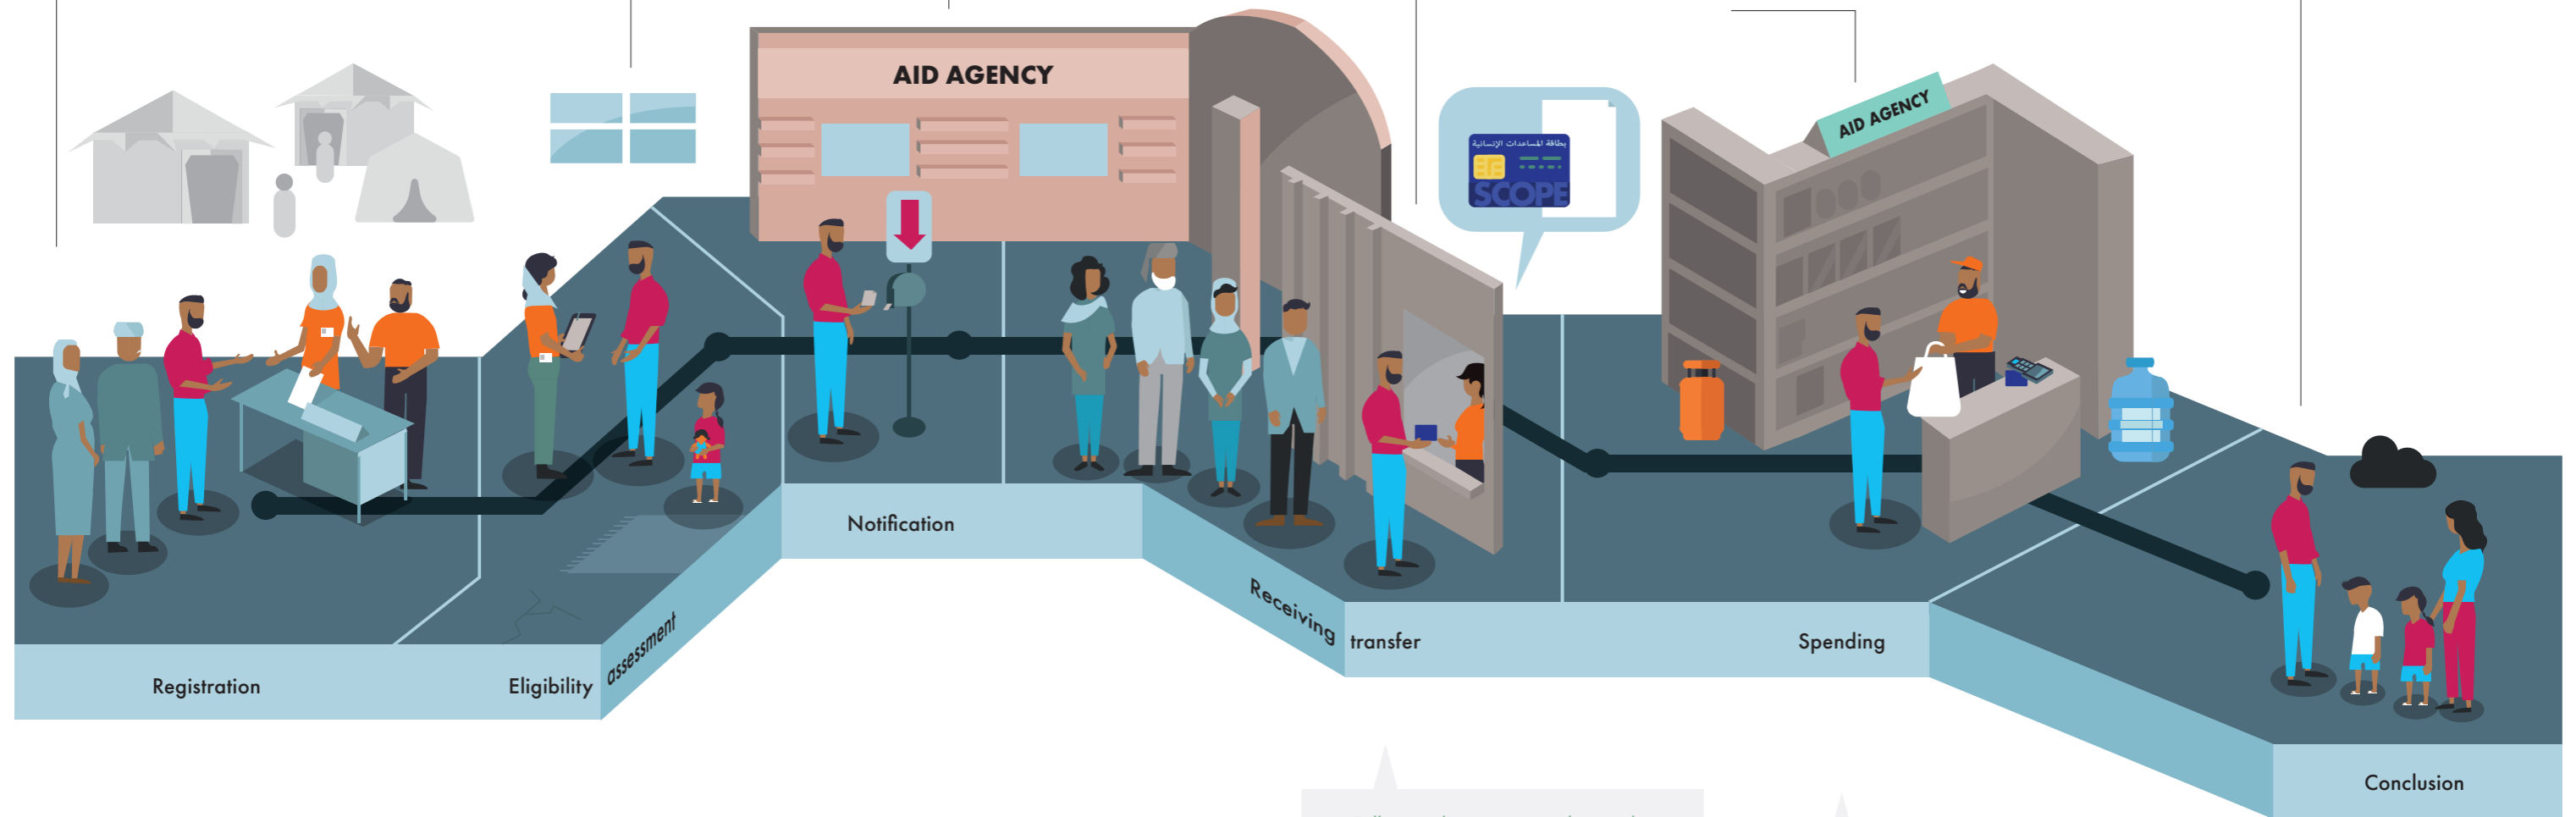 AID AGENCY
بطاقة المساعدات الإنسانية
SCOPE
AID AGENCY
Registration
Eligibility assessment
Notification
Receiving transfer
Spending
Conclusion